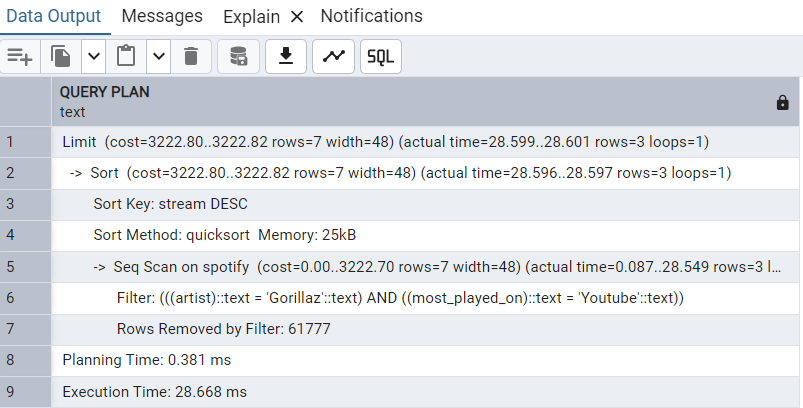 Data Output Messages Explain Notifications
SQL
QUERY PLAN
text
1 Limit (cost=3222.80..3222.82 rows=7 width=48) (actual time=28.599..28.601 rows=3 loops=1)
2 -> Sort (cost=3222.80..3222.82 rows=7 width=48) (actual time=28.596..28.597 rows=3 loops=1)
3 Sort Key: stream DESC
4 Sort Method: quicksort Memory: 25kB
5 -> Seq Scan on spotify (cost=0.00..3222.70 rows=7 width=48) (actual time=0.087..28.549 rows=3 l...
6 Filter: (((artist)::text = 'Gorillaz'::text) AND ((most_played_on)::text = 'Youtube'::text))
7 Rows Removed by Filter: 61777
8 Planning Time: 0.381 ms
9 Execution Time: 28.668 ms